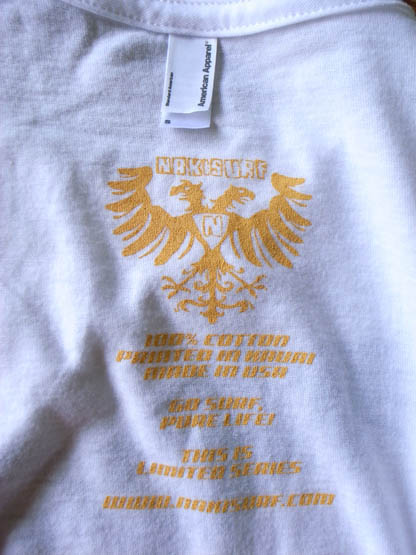 American Apparel
NAKISURF
N
100% COTTON
PRINTED IN KAUAI
MADE IN USA
GO SURF,
PURE LIFE!
THIS IS
LIMITED SERIES
WWW.NAKISURF.COM